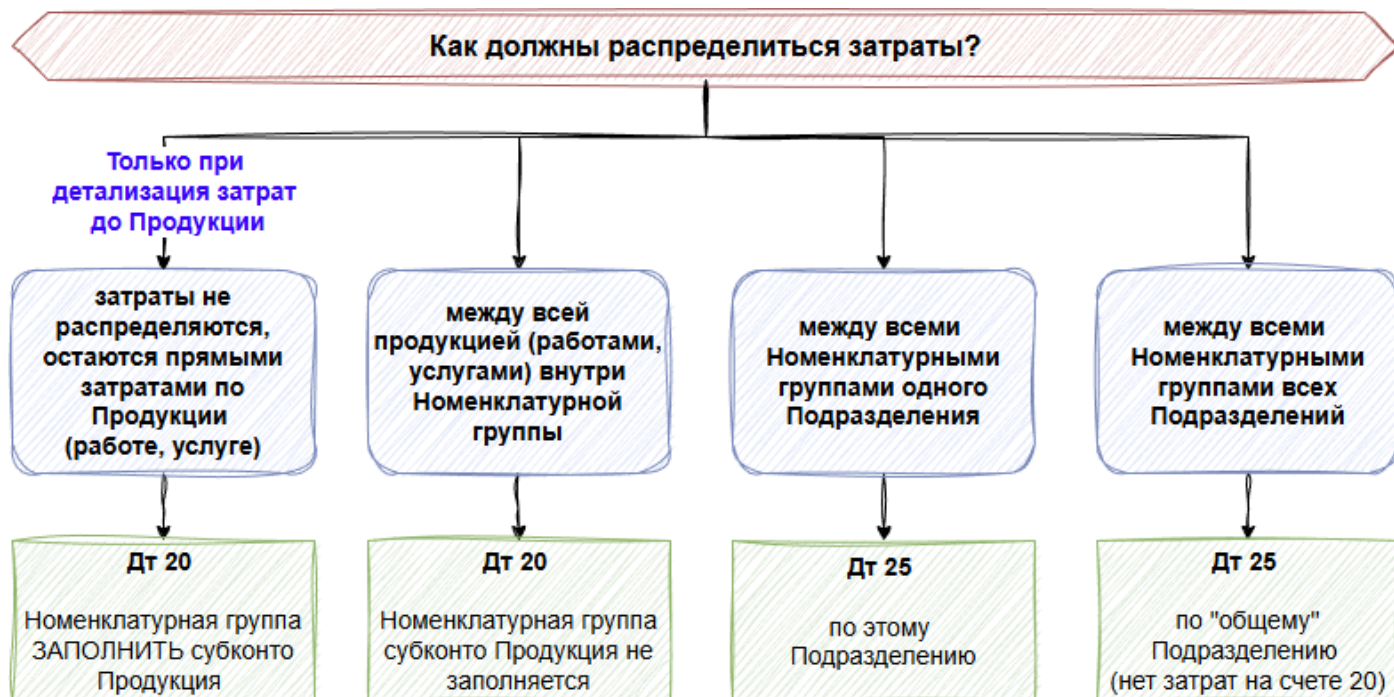 Как должны распределиться затраты?
Только при
детализация затрат
до Продукции
затраты не
распределяются,
остаются прямыми
затратами по
Продукции
(работе, услуге)
между всей
продукцией (работами,
услугами) внутри
Номенклатурной
группы
между всеми
Номенклатурными
группами одного
Подразделения
между всеми
Номенклатурными
группами всех
Подразделений
Дт 20
Номенклатурная группа
ЗАПОЛНИТЬ субконто
Продукция
Дт 20
Номенклатурная группа
субконто Продукция не
заполняется
Дт 25
по этому
Подразделению
Дт 25
по "общему"
Подразделению
(нет затрат на счете 20)